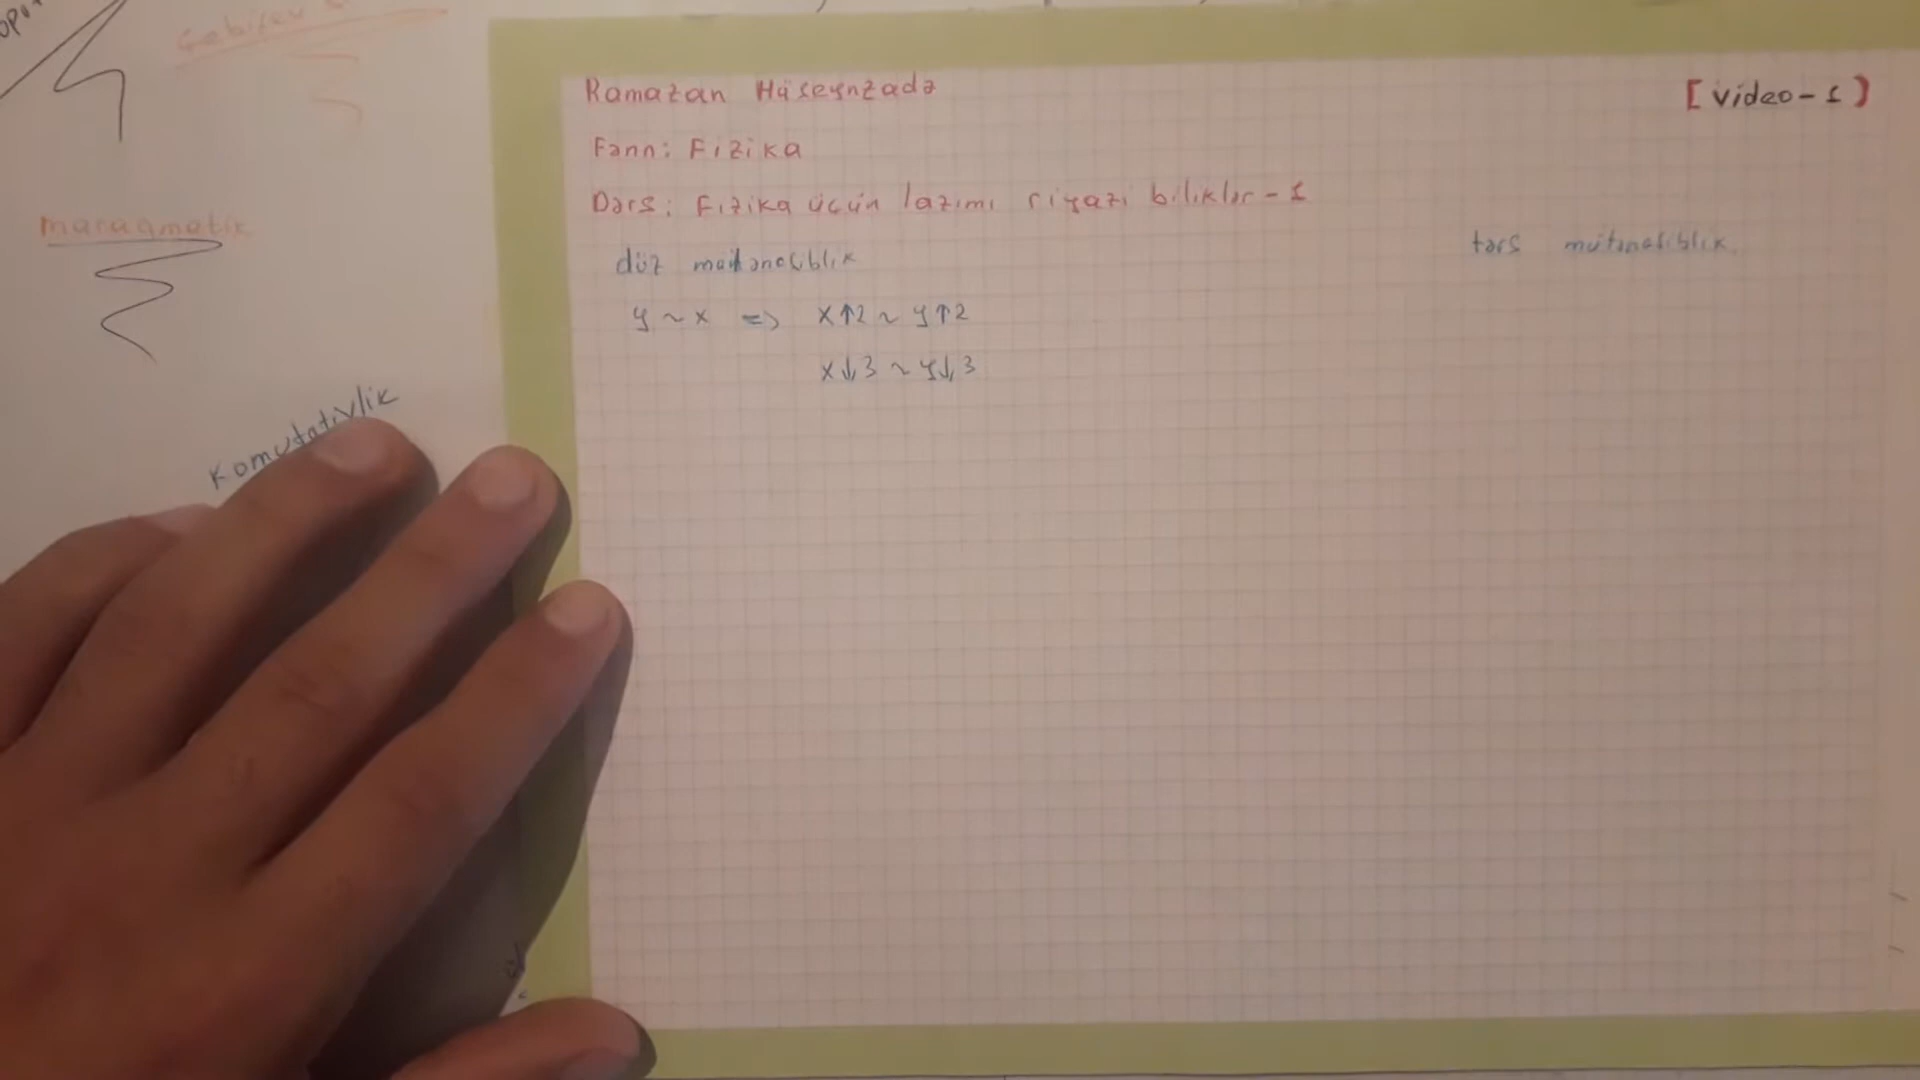 Ramazan Hüseynzadə
[video-1]
Fənn: Fizika
Dərs: Fizika üçün lazımı riyazi biliklər-1
düz mütənasiblik
tərs mütənasiblik
y ~ x => x↑2 ~ y↑2
x↓3 ~ y↓3
maraqmatik
Komutativlik